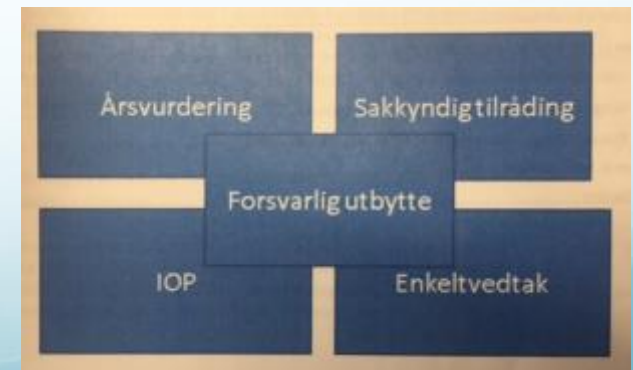 Årsvurdering
Sakkyndig tilråding
Forsvarlig utbytte
IOP
Enkeltvedtak